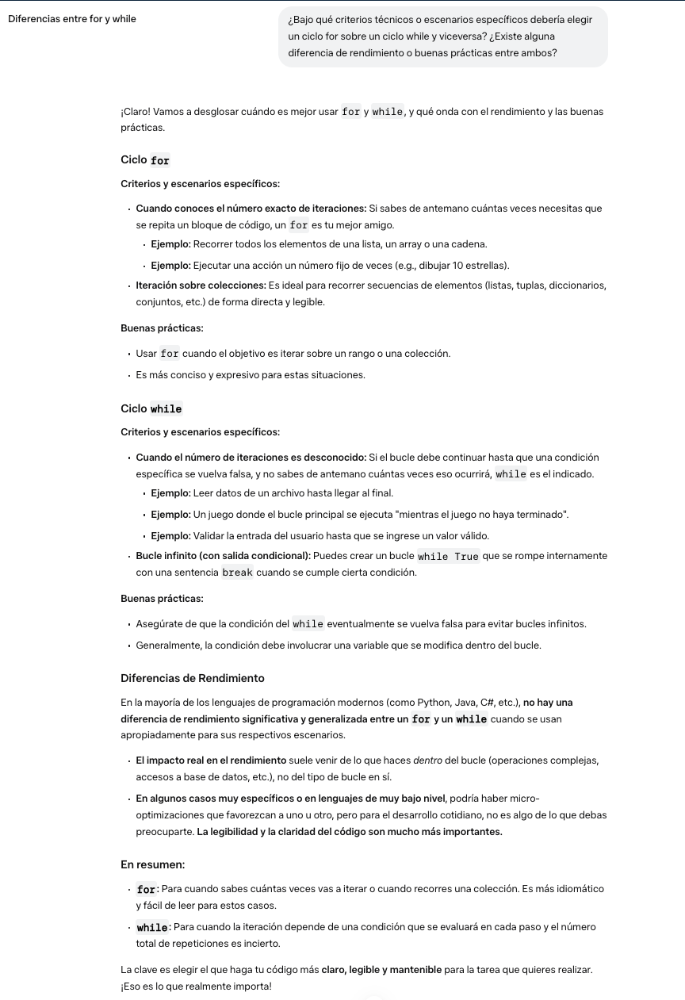 Diferencias entre for y while
¿Bajo qué criterios técnicos o escenarios específicos debería elegir
un ciclo for sobre un ciclo while y viceversa? ¿Existe alguna
diferencia de rendimiento o buenas prácticas entre ambos?
¡Claro! Vamos a desglosar cuándo es mejor usar for y while, y qué onda con el rendimiento y las buenas
prácticas.
Ciclo for
Criterios y escenarios específicos:
· Cuando conoces el número exacto de iteraciones: Si sabes de antemano cuántas veces necesitas que
se repita un bloque de código, un for es tu mejor amigo.
· Ejemplo: Recorrer todos los elementos de una lista, un array o una cadena.
· Ejemplo: Ejecutar una acción un número fijo de veces (e.g., dibujar 10 estrellas).
· Iteración sobre colecciones: Es ideal para recorrer secuencias de elementos (listas, tuplas, diccionarios,
conjuntos, etc.) de forma directa y legible.
Buenas prácticas:
· Usar for cuando el objetivo es iterar sobre un rango o una colección.
· Es más conciso y expresivo para estas situaciones.
Ciclo while
Criterios y escenarios específicos:
· Cuando el número de iteraciones es desconocido: Si el bucle debe continuar hasta que una condición
específica se vuelva falsa, y no sabes de antemano cuántas veces eso ocurrirá, while es el indicado.
· Ejemplo: Leer datos de un archivo hasta llegar al final.
· Ejemplo: Un juego donde el bucle principal se ejecuta "mientras el juego no haya terminado".
· Ejemplo: Validar la entrada del usuario hasta que se ingrese un valor válido.
· Bucle infinito (con salida condicional): Puedes crear un bucle while True que se rompe internamente
con una sentencia break cuando se cumple cierta condición.
Buenas prácticas:
· Asegúrate de que la condición del while eventualmente se vuelva falsa para evitar bucles infinitos.
· Generalmente, la condición debe involucrar una variable que se modifica dentro del bucle.
Diferencias de Rendimiento
En la mayoría de los lenguajes de programación modernos (como Python, Java, C#, etc.), no hay una
diferencia de rendimiento significativa y generalizada entre un for y un while cuando se usan
apropiadamente para sus respectivos escenarios.
· El impacto real en el rendimiento suele venir de lo que haces dentro del bucle (operaciones complejas,
accesos a base de datos, etc.), no del tipo de bucle en sí.
· En algunos casos muy específicos o en lenguajes de muy bajo nivel, podría haber micro-
optimizaciones que favorezcan a uno u otro, pero para el desarrollo cotidiano, no es algo de lo que debas
preocuparte. La legibilidad y la claridad del código son mucho más importantes.
En resumen:
· for: Para cuando sabes cuántas veces vas a iterar o cuando recorres una colección. Es más idiomático
y fácil de leer para estos casos.
· while: Para cuando la iteración depende de una condición que se evaluará en cada paso y el número
total de repeticiones es incierto.
La clave es elegir el que haga tu código más claro, legible y mantenible para la tarea que quieres realizar.
¡Eso es lo que realmente importa!